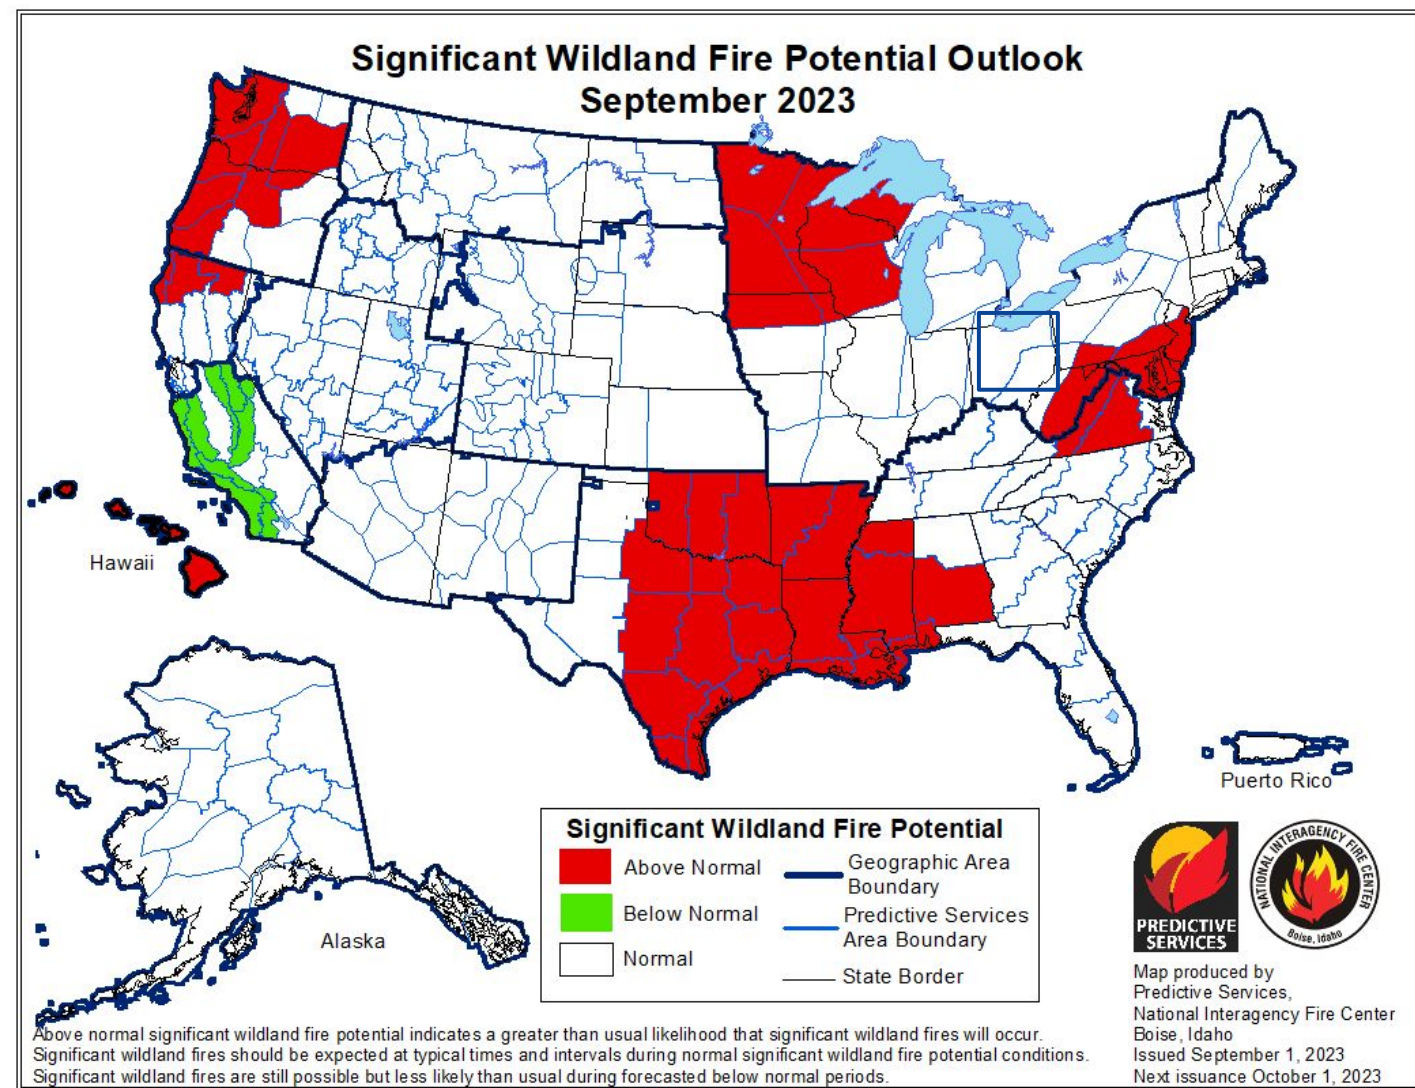 Significant Wildland Fire Potential Outlook
September 2023
Hawaii
Alaska
Puerto Rico
Significant Wildland Fire Potential
Above Normal
Below Normal
Normal
Geographic Area
Boundary
Predictive Services
Area Boundary
State Border
PREDICTIVE
SERVICES
NATIONAL INTERAGENCY FIRE CENTER
Boise, Idaho
Map produced by
Predictive Services,
National Interagency Fire Center
Boise, Idaho
Issued September 1, 2023
Next issuance October 1, 2023
Above normal significant wildland fire potential indicates a greater than usual likelihood that significant wildland fires will occur.
Significant wildland fires should be expected at typical times and intervals during normal significant wildland fire potential conditions.
Significant wildland fires are still possible but less likely than usual during forecasted below normal periods.